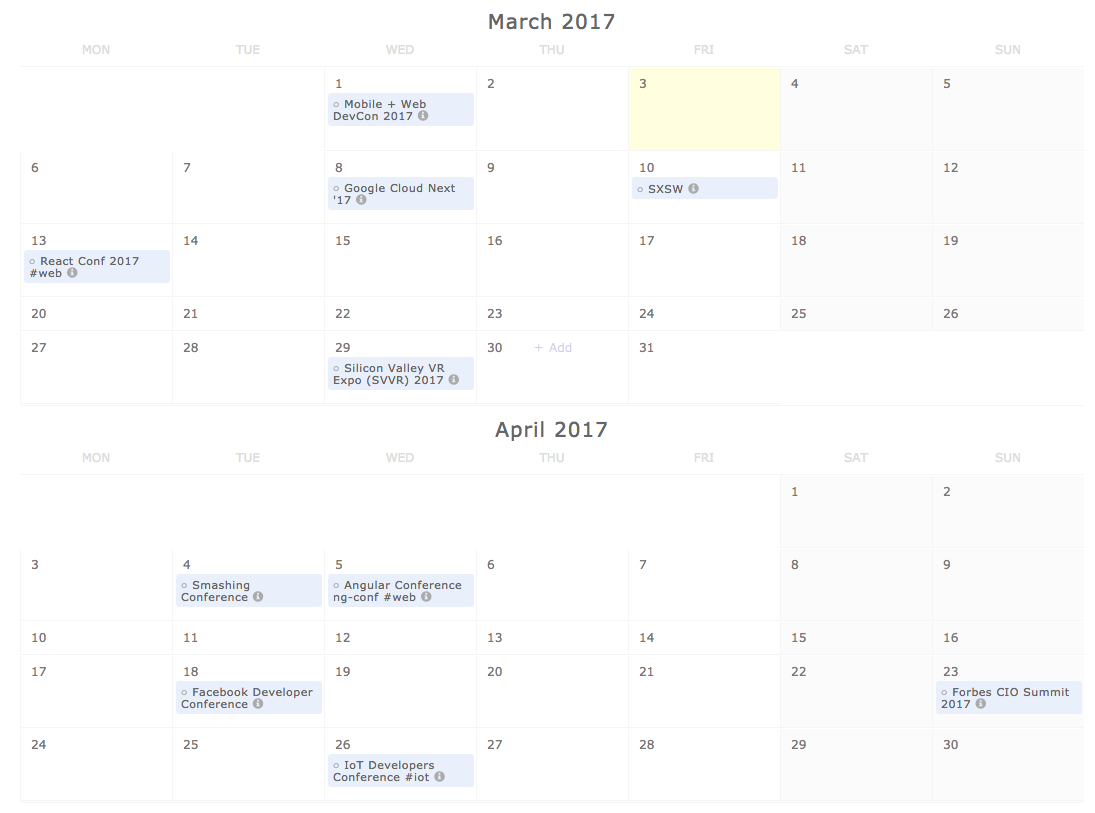 March 2017
MON TUE WED THU FRI SAT SUN
1 2 3 4 5
Mobile + Web
DevCon 2017
6 7 8 9 10 11 12
Google Cloud Next
'17
SXSW
13 14 15 16 17 18 19
React Conf 2017
#web
20 21 22 23 24 25 26
27 28 29 30 + Add 31
Silicon Valley VR
Expo (SVVR) 2017
April 2017
MON TUE WED THU FRI SAT SUN
1 2
3 4 5 6 7 8 9
Smashing
Conference
Angular Conference
ng-conf #web
10 11 12 13 14 15 16
17 18 19 20 21 22 23
Facebook Developer
Conference
Forbes CIO Summit
2017
24 25 26 27 28 29 30
IoT Developers
Conference #iot